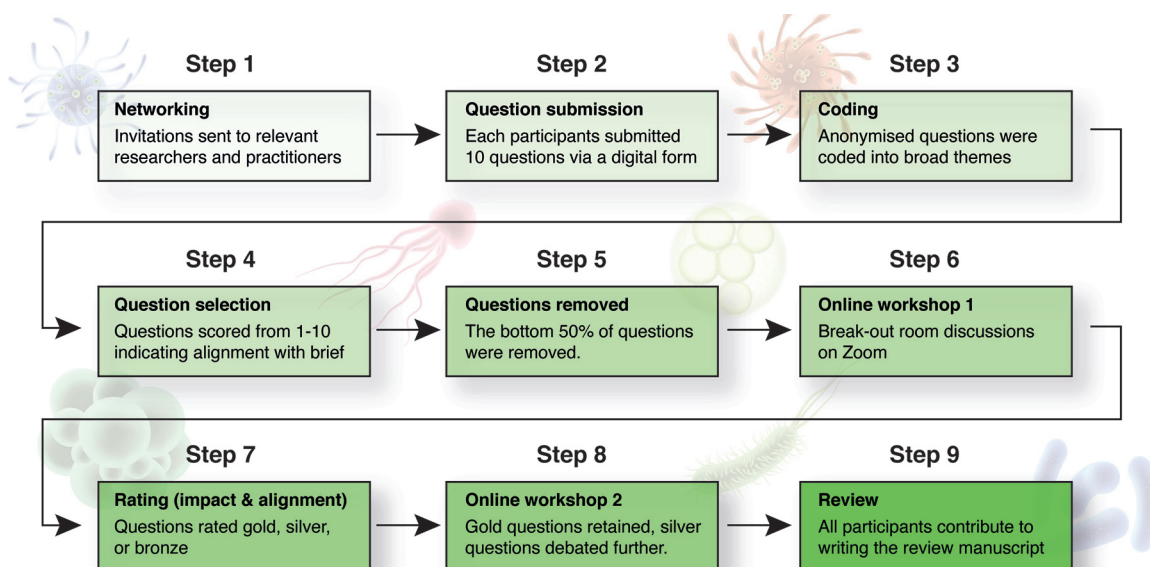 Step 1
Networking
Invitations sent to relevant
researchers and practitioners
Step 2
Question submission
Each participants submitted
10 questions via a digital form
Step 3
Coding
Anonymised questions were
coded into broad themes
Step 4
Question selection
Questions scored from 1-10
indicating alignment with brief
Step 5
Questions removed
The bottom 50% of questions
were removed.
Step 6
Online workshop 1
Break-out room discussions
on Zoom
Step 7
Rating (impact & alignment)
Questions rated gold, silver,
or bronze
Step 8
Online workshop 2
Gold questions retained, silver
questions debated further.
Step 9
Review
All participants contribute to
writing the review manuscript